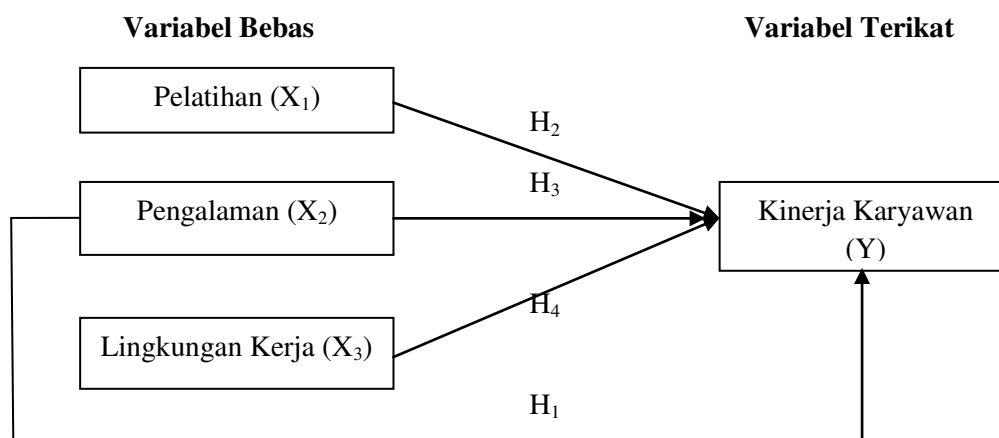 Variabel Bebas
Variabel Terikat
Pelatihan (X₁)
H₂
H₃
Pengalaman (X₂)
Kinerja Karyawan
(Y)
H₄
Lingkungan Kerja (X₃)
H₁